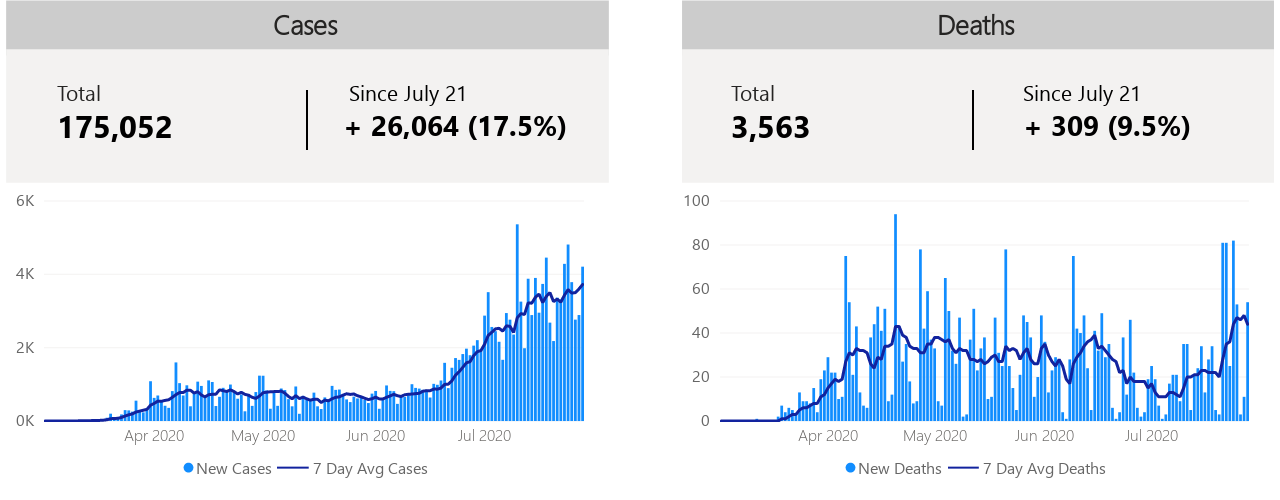 Cases
Total
175,052
Since July 21
+ 26,064 (17.5%)
6K
4K
2K
0K
Apr 2020
May 2020
Jun 2020
Jul 2020
New Cases
7 Day Avg Cases
Deaths
Total
3,563
Since July 21
+ 309 (9.5%)
100
80
60
40
20
0
Apr 2020
May 2020
Jun 2020
Jul 2020
New Deaths
7 Day Avg Deaths